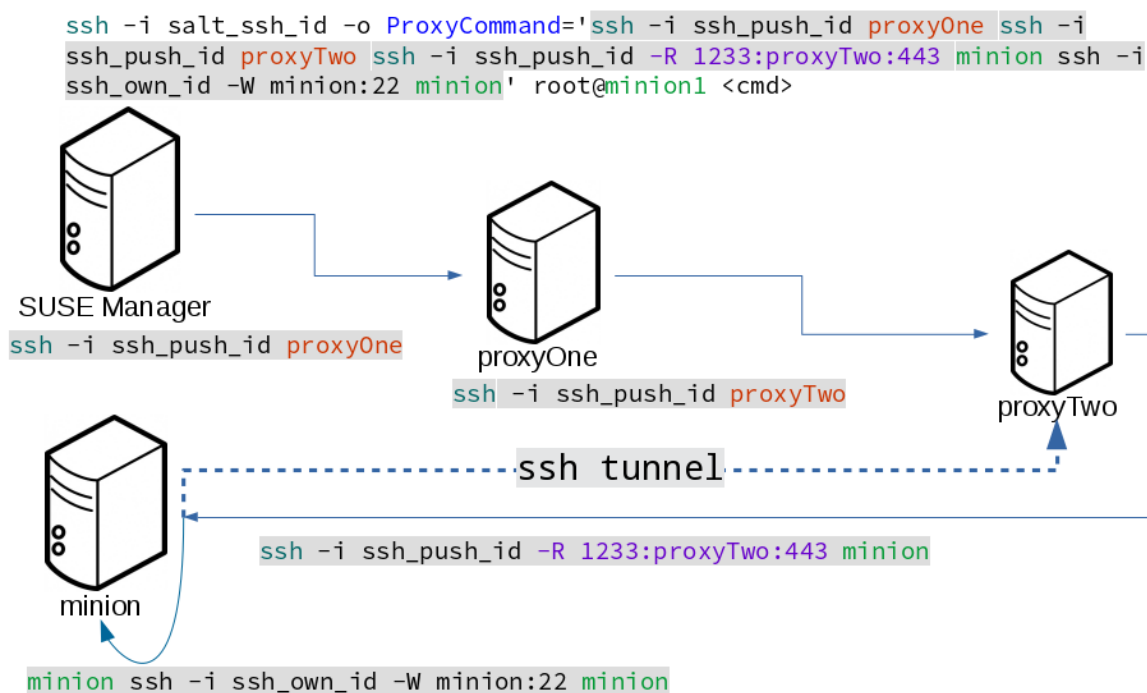 ssh -i salt_ssh_id -o ProxyCommand='ssh -i ssh_push_id proxyOne ssh -i
ssh_push_id proxyTwo ssh -i ssh_push_id -R 1233:proxyTwo:443 minion ssh -i
ssh_own_id -W minion:22 minion' root@minion1 <cmd>
SUSE Manager
ssh -i ssh_push_id proxyOne
proxyOne
ssh -i ssh_push_id proxyTwo
proxyTwo
ssh tunnel
ssh -i ssh_push_id -R 1233:proxyTwo:443 minion
minion
minion ssh -i ssh_own_id -W minion:22 minion